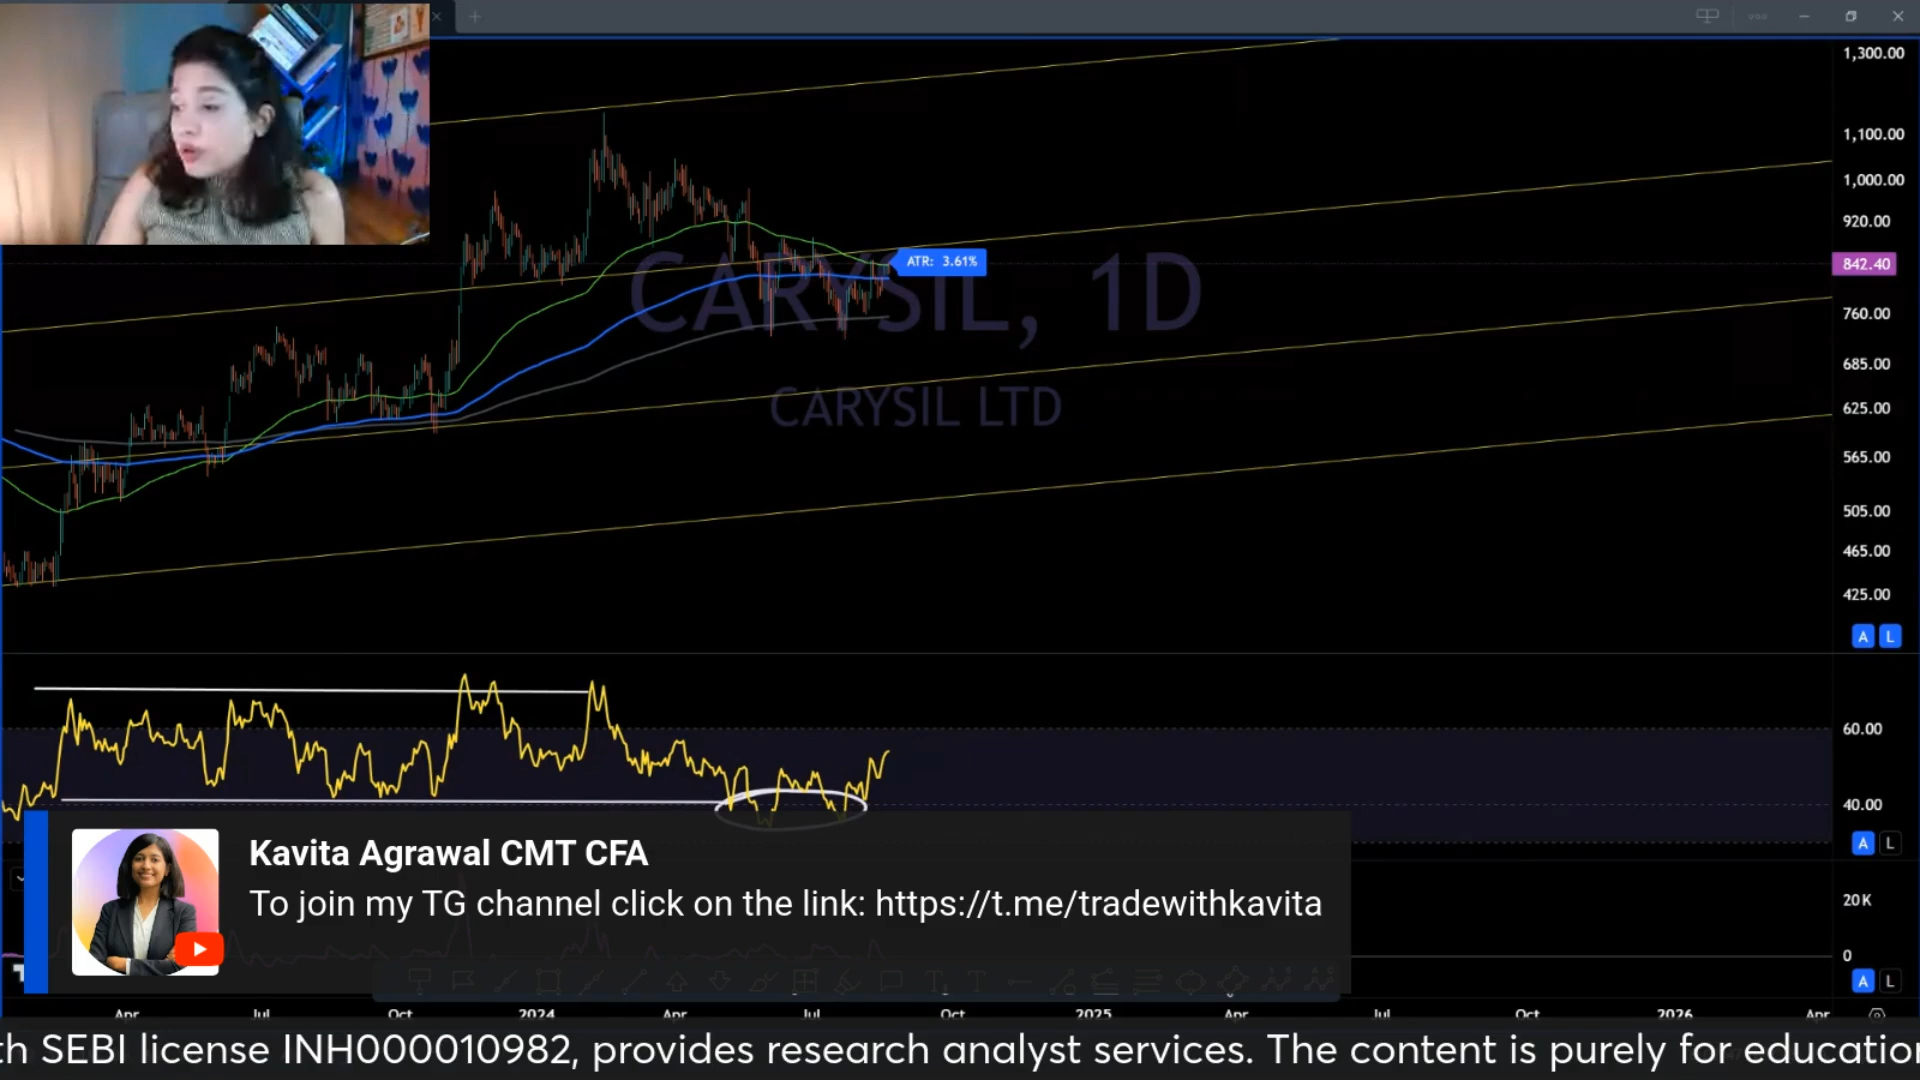 1,300.00
1,100.00
1,000.00
920.00
ATR: 3.61%
842.40
CARYSIL, 1D
760.00
685.00
CARYSIL LTD
625.00
565.00
505.00
465.00
425.00
A L
60.00
40.00
A L
Kavita Agrawal CMT CFA
To join my TG channel click on the link: https://t.me/tradewithkavita
20K
0
A L
Apr Jul Oct 2024 Apr Jul Oct 2025 Apr Jul Oct 2026 Apr
th SEBI license INH000010982, provides research analyst services. The content is purely for education